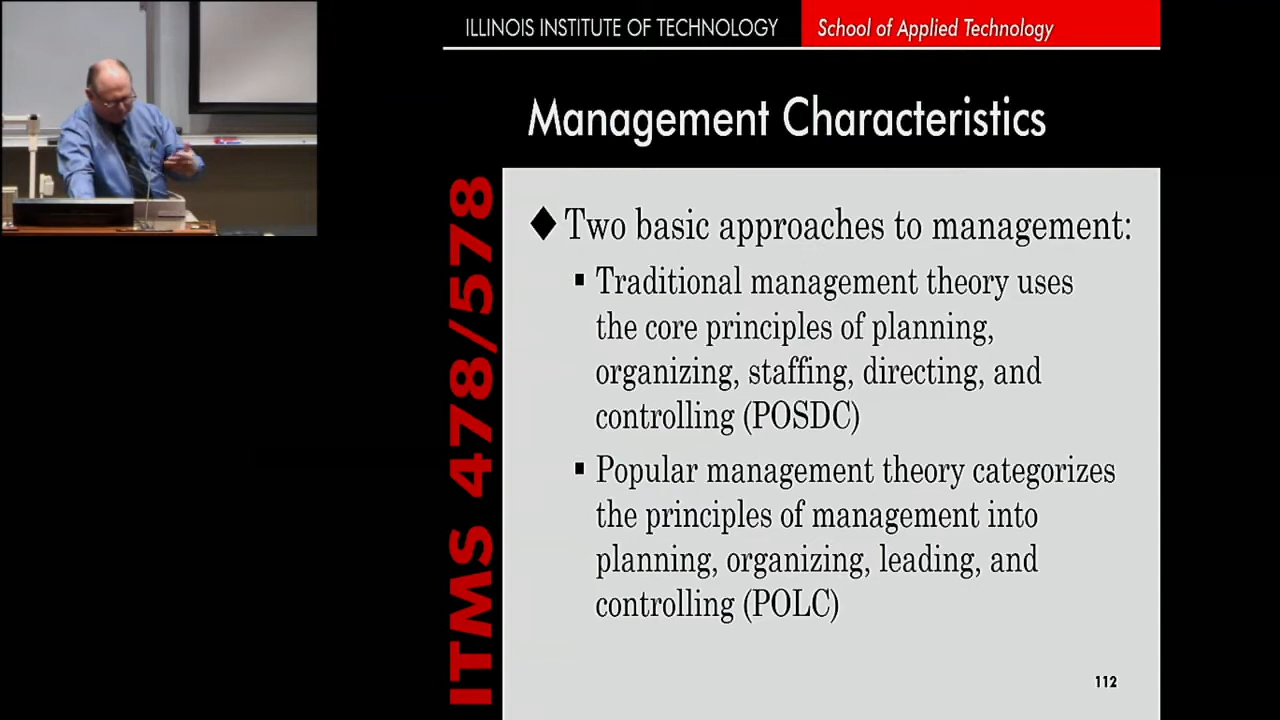 ILLINOIS INSTITUTE OF TECHNOLOGY School of Applied Technology
Management Characteristics
ITMS 478/578
Two basic approaches to management:
Traditional management theory uses
the core principles of planning,
organizing, staffing, directing, and
controlling (POSDC)
Popular management theory categorizes
the principles of management into
planning, organizing, leading, and
controlling (POLC)
112